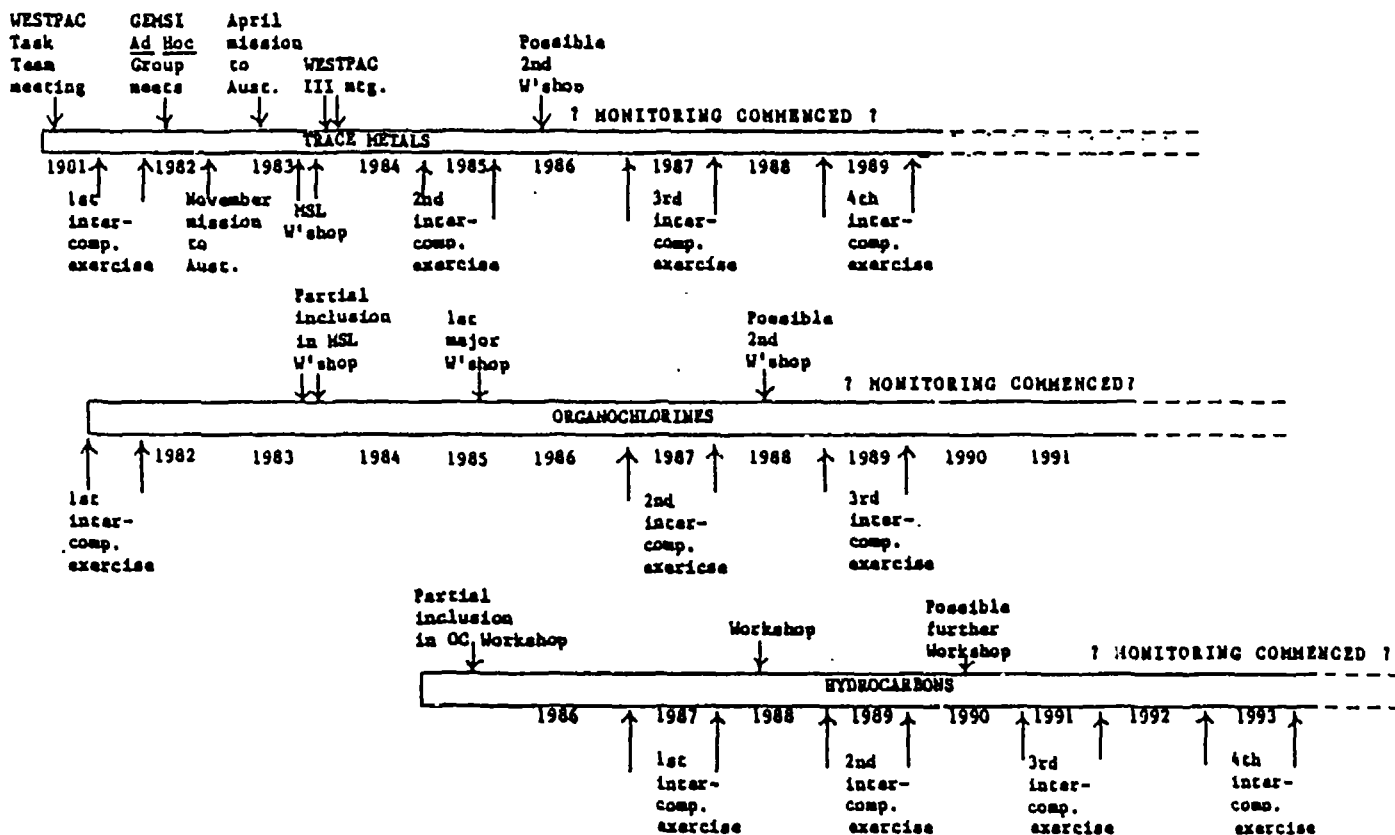 WESTPAC
Task
Team
meeting
GEMSI
Ad Hoc
Group
meets
April
mission
to
Aust.
WESTPAC
III mtg.
Possible
2nd
W'shop
? MONITORING COMMENCED ?
TRACE METALS
1981 1982 1983 1984 1985 1986 1987 1988 1989
1st
inter-
comp.
exercise
November
mission
to
Aust.
MSL
W'shop
2nd
inter-
comp.
exercise
3rd
inter-
comp.
exercise
4th
inter-
comp.
exercise
Partial
inclusion
in MSL
W'shop
1st
major
W'shop
Possible
2nd
W'shop
? MONITORING COMMENCED?
ORGANOCHLORINES
1982 1983 1984 1985 1986 1987 1988 1989 1990 1991
1st
inter-
comp.
exercise
2nd
inter-
comp.
exericse
3rd
inter-
comp.
exercise
Partial
inclusion
in OC Workshop
Workshop
Possible
further
Workshop
? MONITORING COMMENCED ?
HYDROCARBONS
1986 1987 1988 1989 1990 1991 1992 1993
1st
inter-
comp.
exercise
2nd
inter-
comp.
exercise
3rd
inter-
comp.
exercise
4th
inter-
comp.
exercise